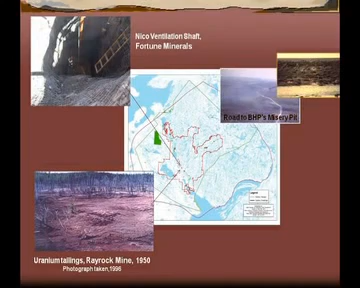 Nico Ventilation Shaft,
Fortune Minerals
Road to BHP's Misery Pit
Uranium tailings, Rayrock Mine, 1950
Photograph taken, 1996